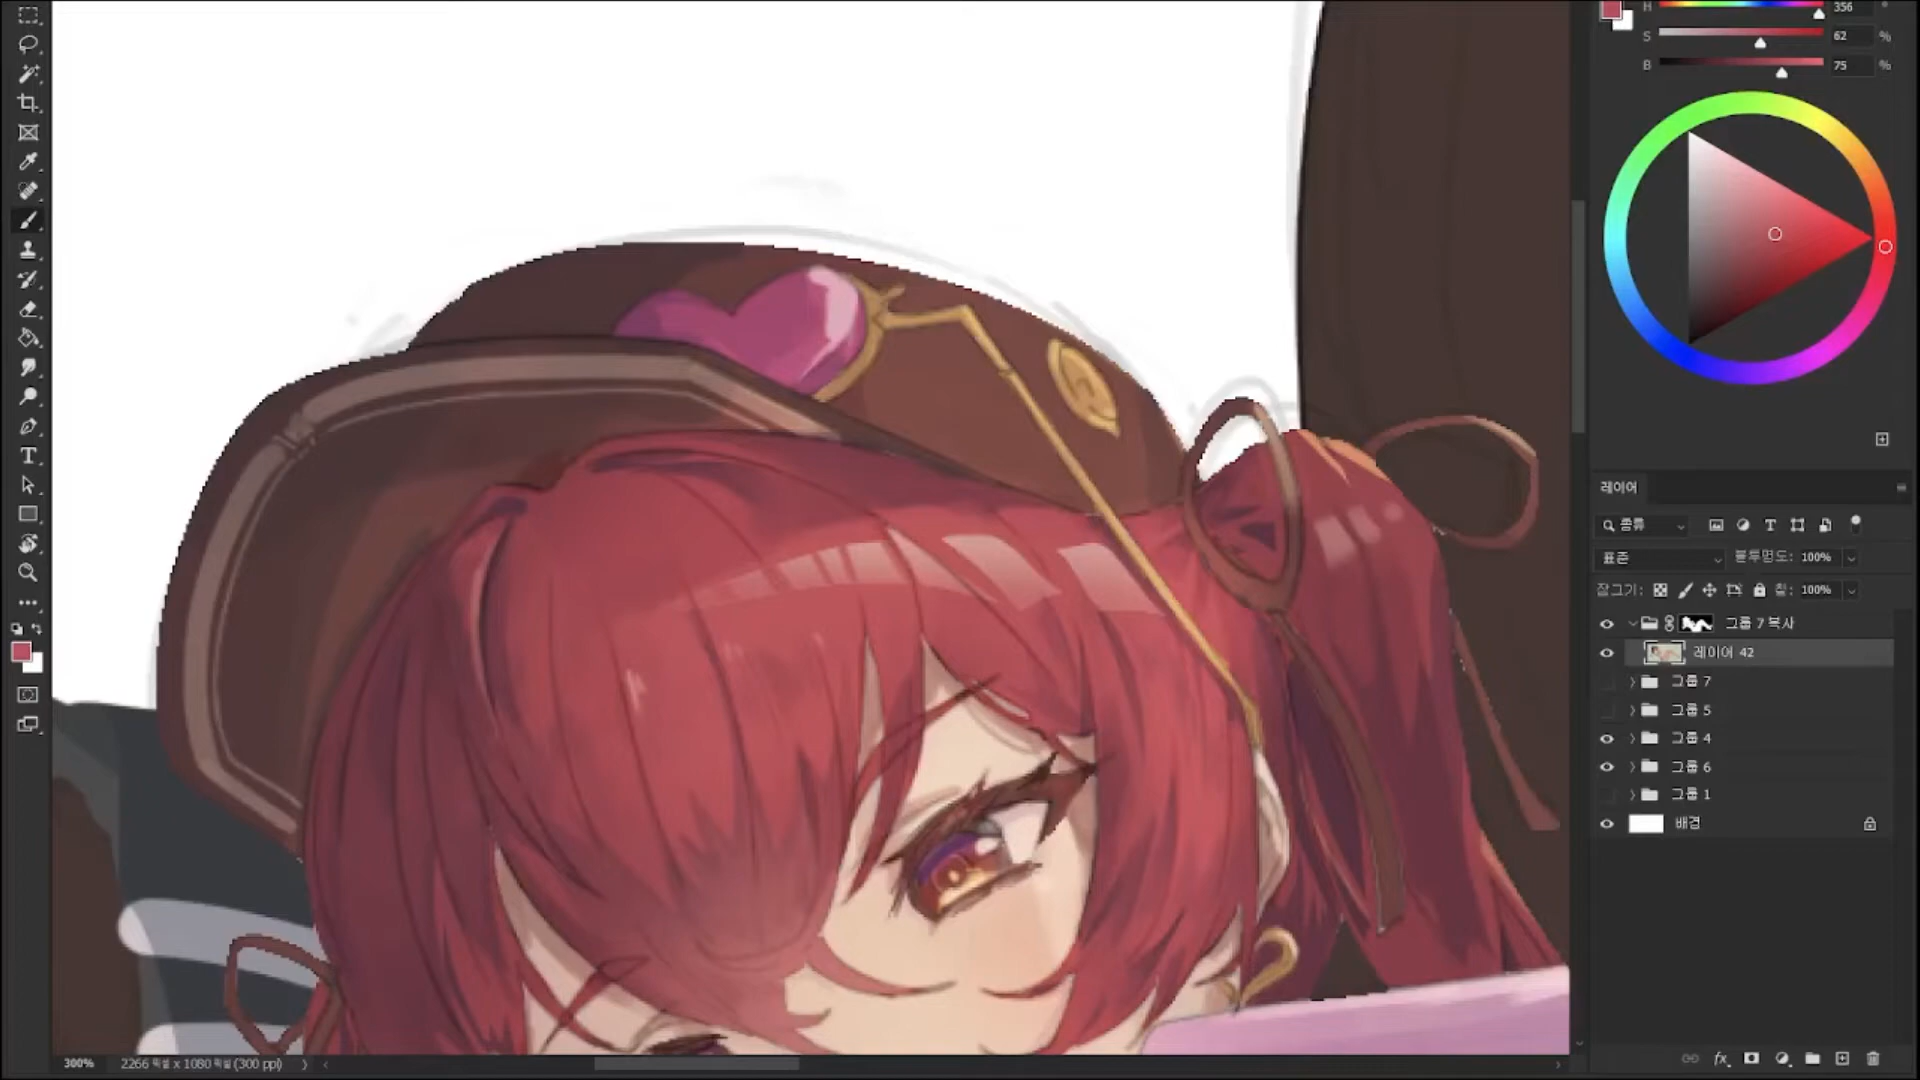 H 356 °
S 62 %
B 75 %
레이어
종류
표준 불투명도: 100%
잠그기: 칠: 100%
그룹 7 복사
레이어 42
그룹 7
그룹 5
그룹 4
그룹 6
그룹 1
배경
fx
300% 2266 픽셀 x 1080 픽셀 (300 ppi)